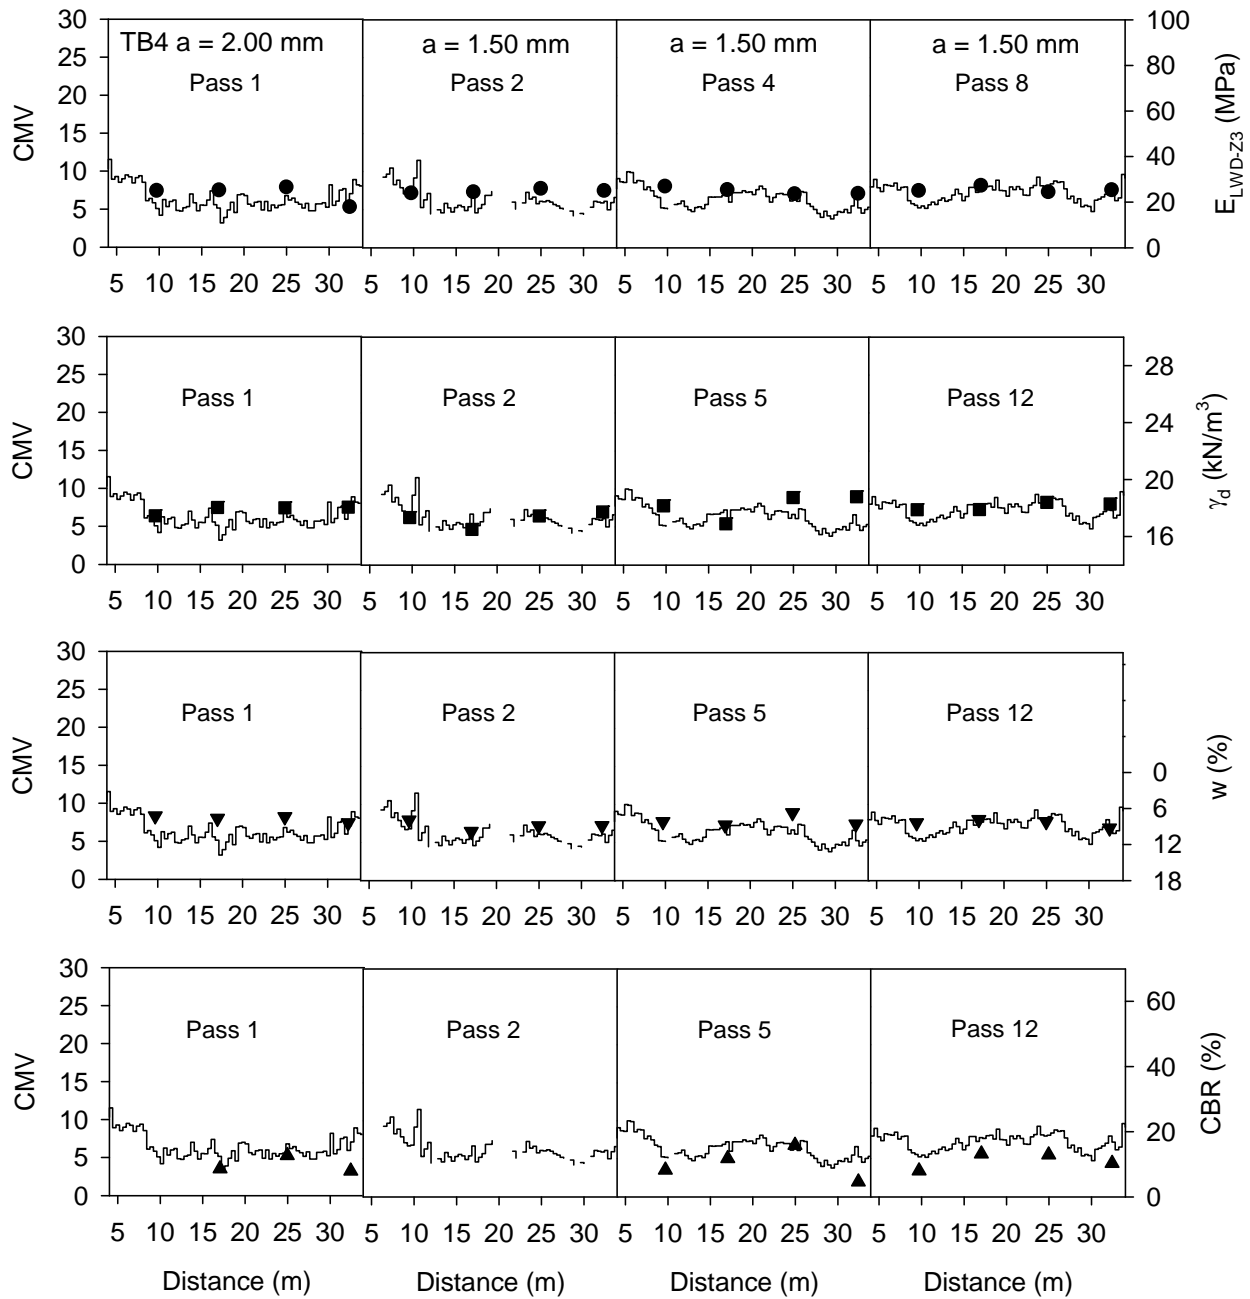 30
25
20
15
10
5
0
CMV
TB4 a = 2.00 mm
Pass 1
a = 1.50 mm
Pass 2
a = 1.50 mm
Pass 4
a = 1.50 mm
Pass 8
100
80
60
40
20
0
E_LWD-Z3 (MPa)
5 10 15 20 25 30 5 10 15 20 25 30 5 10 15 20 25 30 5 10 15 20 25 30
30
25
20
15
10
5
0
CMV
Pass 1
Pass 2
Pass 5
Pass 12
28
24
20
16
γd (kN/m³)
5 10 15 20 25 30 5 10 15 20 25 30 5 10 15 20 25 30 5 10 15 20 25 30
30
25
20
15
10
5
0
CMV
Pass 1
Pass 2
Pass 5
Pass 12
0
6
12
18
w (%)
5 10 15 20 25 30 5 10 15 20 25 30 5 10 15 20 25 30 5 10 15 20 25 30
30
25
20
15
10
5
0
CMV
Pass 1
Pass 2
Pass 5
Pass 12
60
40
20
0
CBR (%)
5 10 15 20 25 30 5 10 15 20 25 30 5 10 15 20 25 30 5 10 15 20 25 30
Distance (m) Distance (m) Distance (m) Distance (m)